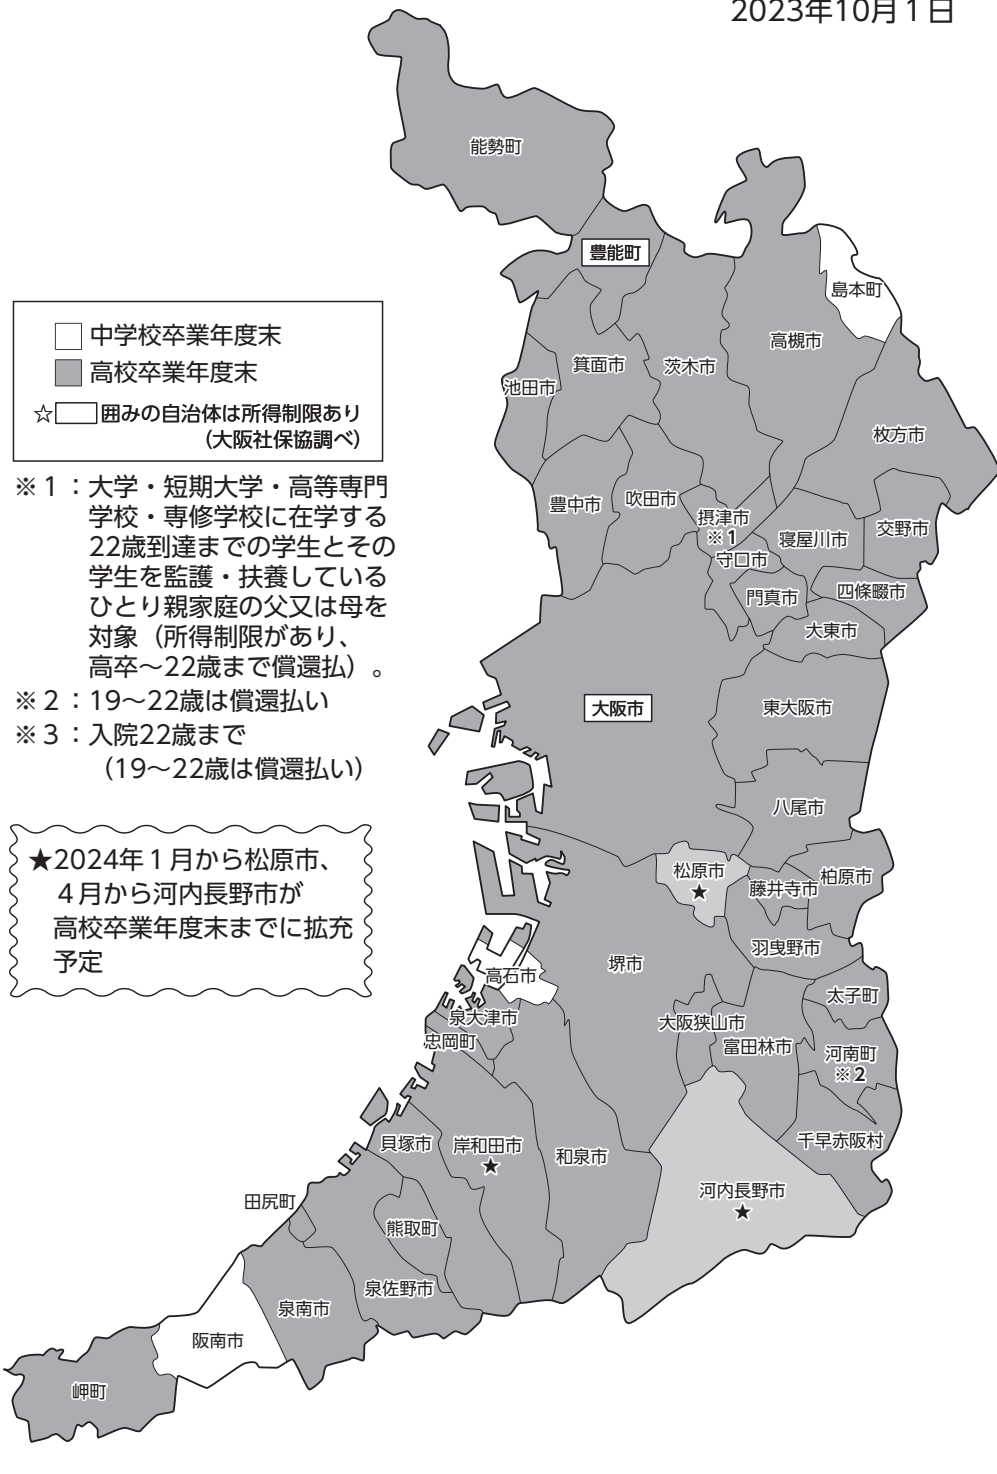 2023年10月1日
□ 中学校卒業年度末
■ 高校卒業年度末
☆□囲みの自治体は所得制限あり
（大阪社保協調べ）
※1：大学・短期大学・高等専門
学校・専修学校に在学する
22歳到達までの学生とその
学生を監護・扶養している
ひとり親家庭の父又は母を
対象（所得制限があり、
高卒〜22歳まで償還払）。
※2：19〜22歳は償還払い
※3：入院22歳まで
（19〜22歳は償還払い）
★2024年1月から松原市、
4月から河内長野市が
高校卒業年度末までに拡充
予定
能勢町
豊能町
島本町
高槻市
箕面市
茨木市
池田市
枚方市
豊中市
吹田市
摂津市
※1
交野市
寝屋川市
守口市
門真市
四條畷市
大東市
大阪市
東大阪市
八尾市
松原市
★
藤井寺市
柏原市
羽曳野市
堺市
高石市
太子町
泉大津市
大阪狭山市
忠岡町
富田林市
河南町
※2
貝塚市
岸和田市
★
和泉市
千早赤阪村
河内長野市
★
田尻町
熊取町
泉佐野市
泉南市
阪南市
岬町